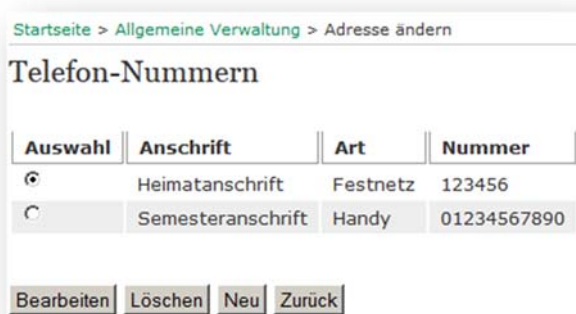 Startseite > Allgemeine Verwaltung > Adresse ändern
Telefon-Nummern
Auswahl Anschrift Art Nummer
Heimatanschrift Festnetz 123456
Semesteranschrift Handy 01234567890
Bearbeiten Löschen Neu Zurück